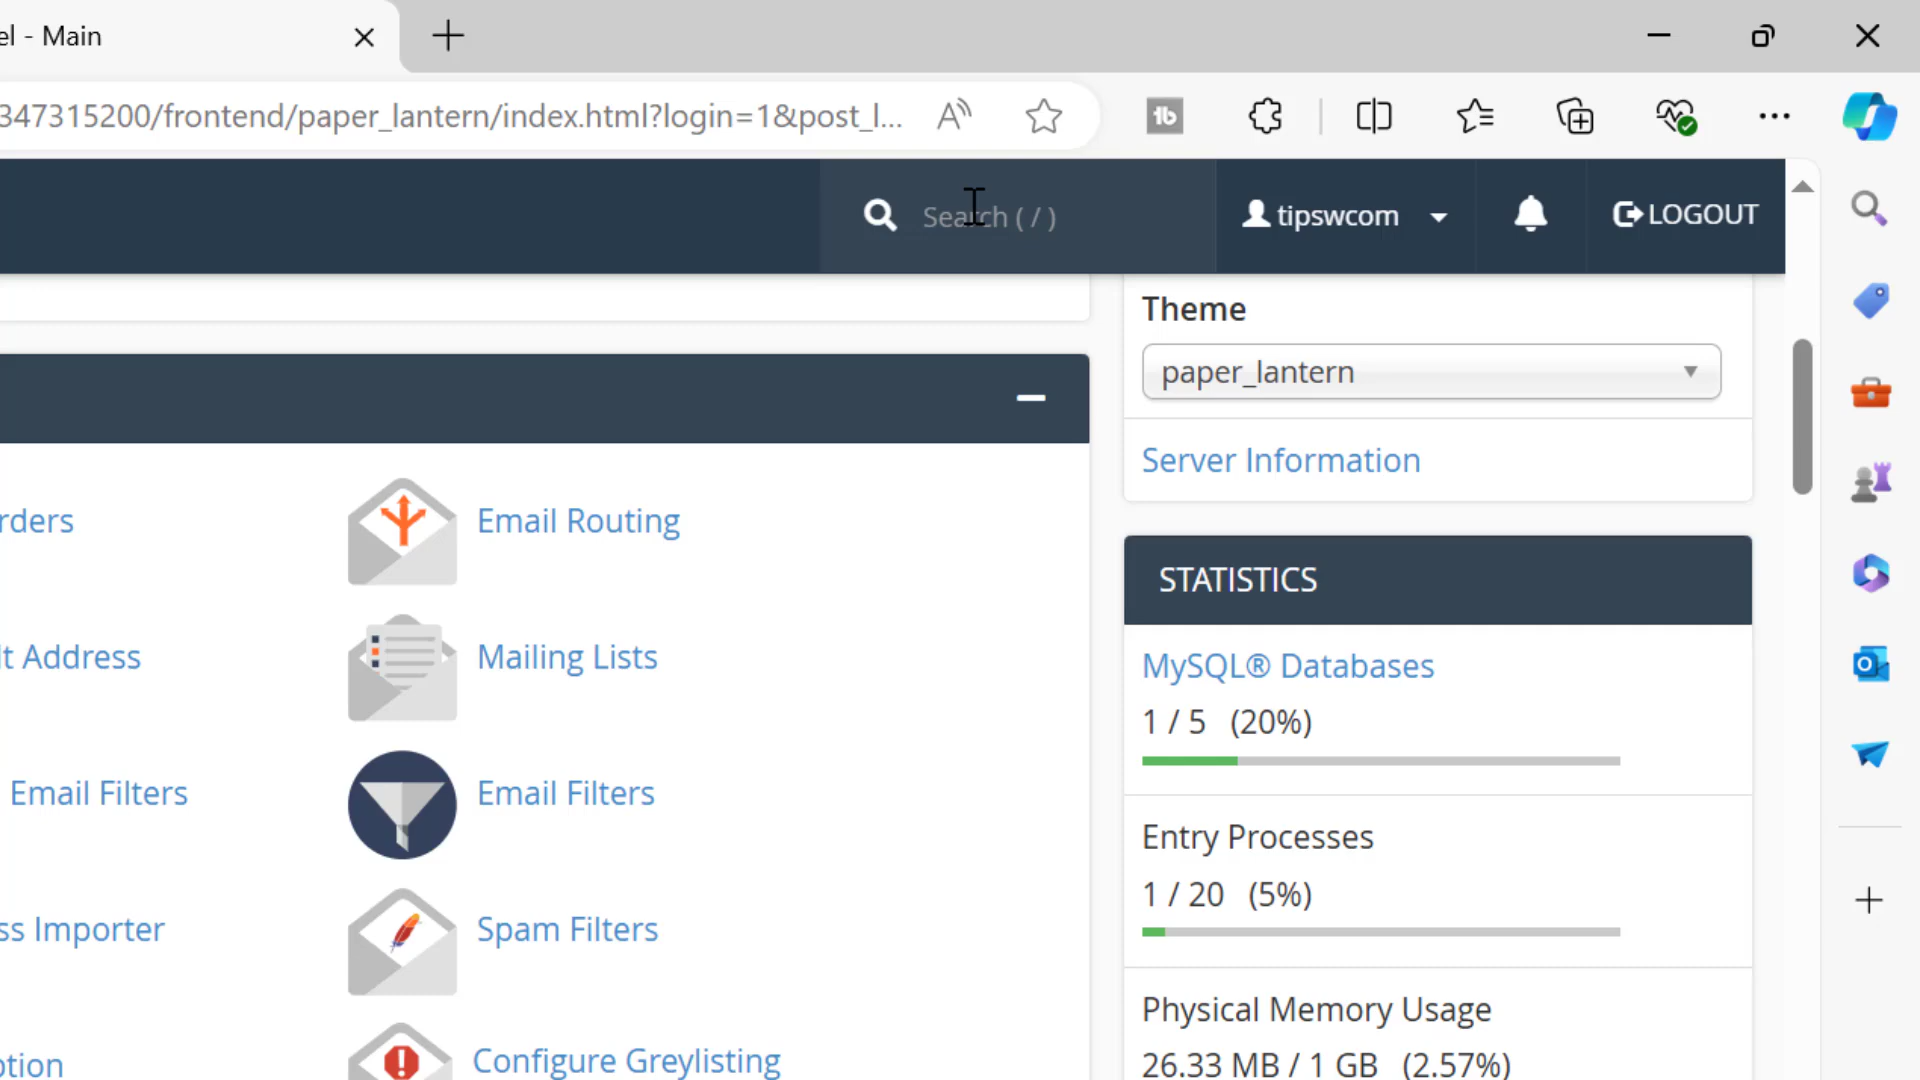 el - Main
347315200/frontend/paper_lantern/index.html?login=1&post_l...
Search ( / )
tipswcom
LOGOUT
Theme
paper_lantern
Server Information
rders
Email Routing
lt Address
Mailing Lists
Email Filters
Email Filters
ss Importer
Spam Filters
ption
Configure Greylisting
STATISTICS
MySQL® Databases
1 / 5 (20%)
Entry Processes
1 / 20 (5%)
Physical Memory Usage
26.33 MB / 1 GB (2.57%)